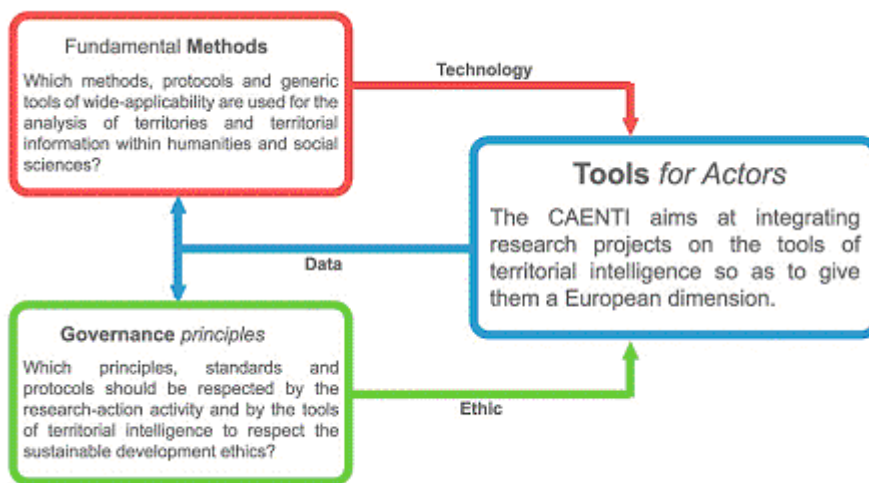 Fundamental Methods
Which methods, protocols and generic
tools of wide-applicability are used for the
analysis of territories and territorial
information within humanities and social
sciences?
Technology
Tools for Actors
The CAENTI aims at integrating
research projects on the tools of
territorial intelligence so as to give
them a European dimension.
Data
Governance principles
Which principles, standards and
protocols should be respected by the
research-action activity and by the tools
of territorial intelligence to respect the
sustainable development ethics?
Ethic